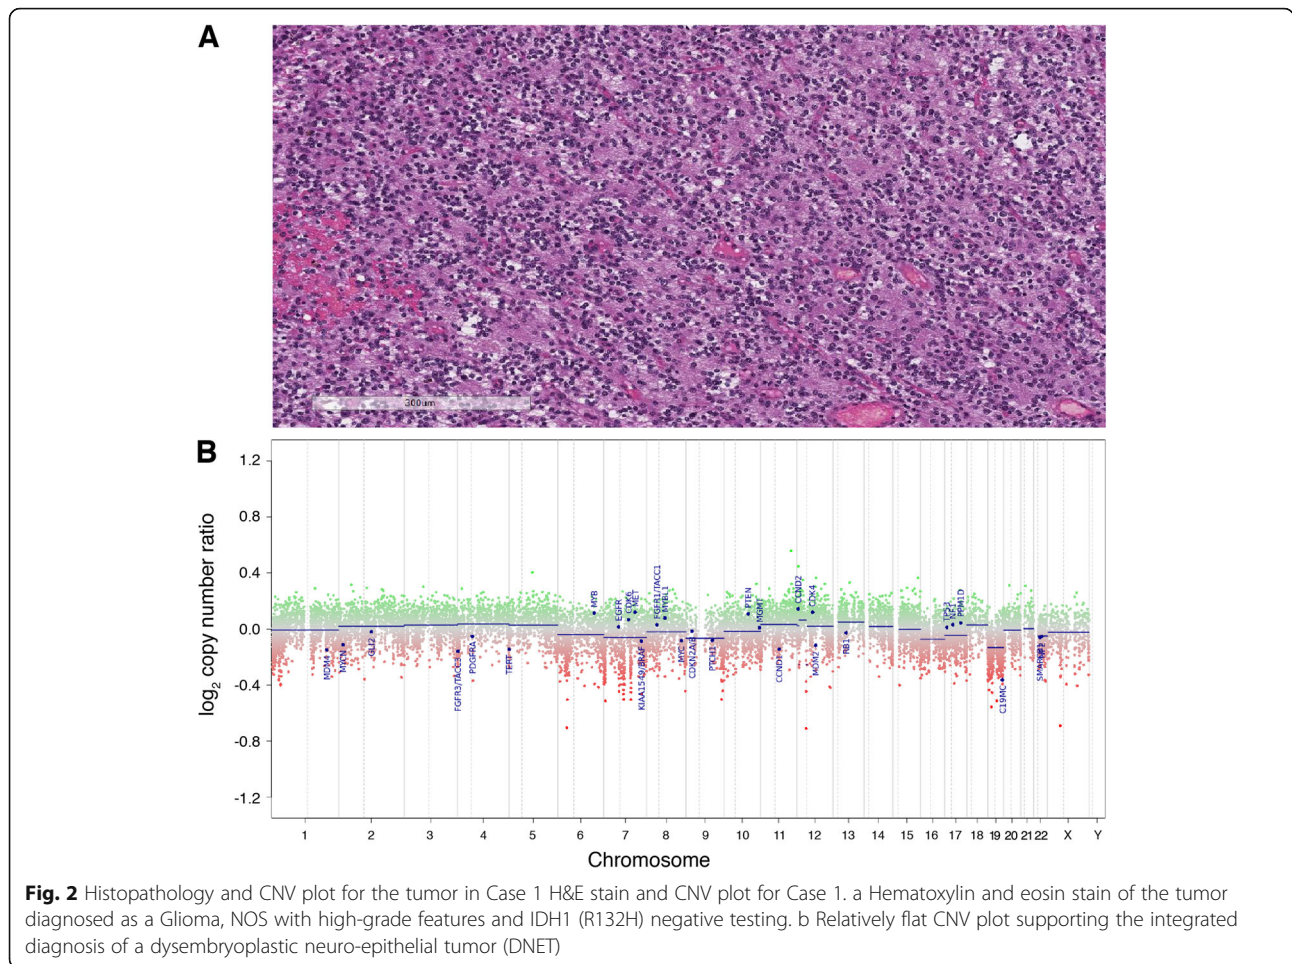 A
300um
B
1.2
0.8
0.4
0.0
-0.4
-0.8
-1.2
log2 copy number ratio
MDM4
MYCN
GLI2
FGFR3/TACC3
PDGFRA
TERT
MYB
EGFR
CDK6
MET
KIAA1549/BRAF
FGFR1/TACC1
MYBL1
MYC
CDKN2A/B
PTCH1
PTEN
MGMT
CCND1
CCND2
CDK4
MDM2
RB1
TP53
NF1
PPM1D
C19MC
SMARCB1
NF2
1 2 3 4 5 6 7 8 9 10 11 12 13 14 15 16 17 18 19 20 21 22 X Y
Chromosome
Fig. 2 Histopathology and CNV plot for the tumor in Case 1 H&E stain and CNV plot for Case 1. a Hematoxylin and eosin stain of the tumor
diagnosed as a Glioma, NOS with high-grade features and IDH1 (R132H) negative testing. b Relatively flat CNV plot supporting the integrated
diagnosis of a dysembryoplastic neuro-epithelial tumor (DNET)